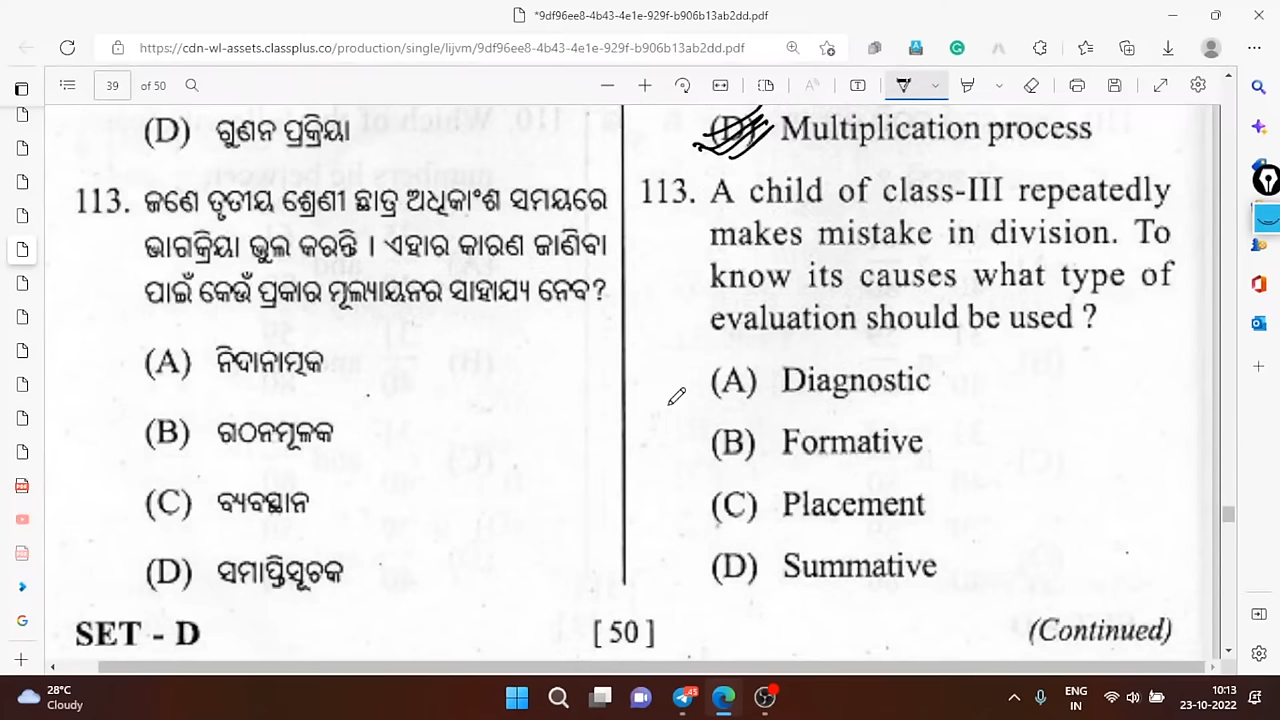 *9df96ee8-4b43-4e1e-929f-b906b13ab2dd.pdf
https://cdn-wl-assets.classplus.co/production/single/lijvm/9df96ee8-4b43-4e1e-929f-b906b13ab2dd.pdf
39 of 50
(D) ଗୁଣନ ପ୍ରକ୍ରିୟା
113. ଜଣେ ତୃତୀୟ ଶ୍ରେଣୀ ଛାତ୍ର ଅଧିକାଂଶ ସମୟରେ
ଭାଗକ୍ରିୟା ଭୁଲ କରନ୍ତି । ଏହାର କାରଣ ଜାଣିବା
ପାଇଁ କେଉଁ ପ୍ରକାର ମୂଲ୍ୟାୟନର ସାହାଯ୍ୟ ନେବ?
(A) ନିଦାନାତ୍ମକ
(B) ଗଠନମୂଳକ
(C) ବ୍ୟବସ୍ଥାନ
(D) ସମାପ୍ତିସୂଚକ
(D) Multiplication process
113. A child of class-III repeatedly
makes mistake in division. To
know its causes what type of
evaluation should be used ?
(A) Diagnostic
(B) Formative
(C) Placement
(D) Summative
SET - D
[ 50 ]
(Continued)
28°C
Cloudy
45
ENG
IN
10:13
23-10-2022